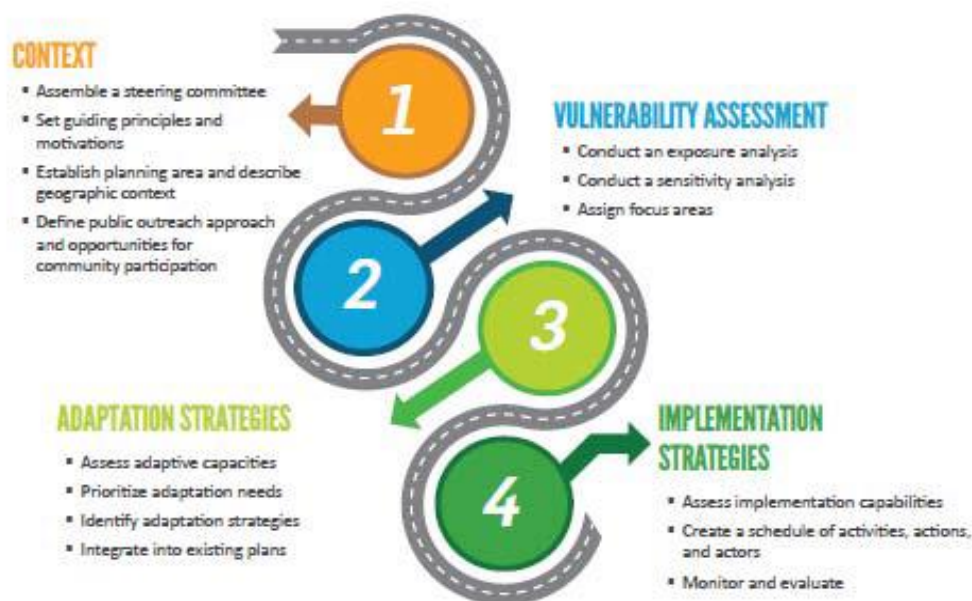 CONTEXT
▪ Assemble a steering committee
▪ Set guiding principles and
motivations
▪ Establish planning area and describe
geographic context
▪ Define public outreach approach
and opportunities for
community participation
1
VULNERABILITY ASSESSMENT
▪ Conduct an exposure analysis
▪ Conduct a sensitivity analysis
▪ Assign focus areas
2
3
ADAPTATION STRATEGIES
▪ Assess adaptive capacities
▪ Prioritize adaptation needs
▪ Identify adaptation strategies
▪ Integrate into existing plans
4
IMPLEMENTATION
STRATEGIES
▪ Assess implementation capabilities
▪ Create a schedule of activities, actions,
and actors
▪ Monitor and evaluate